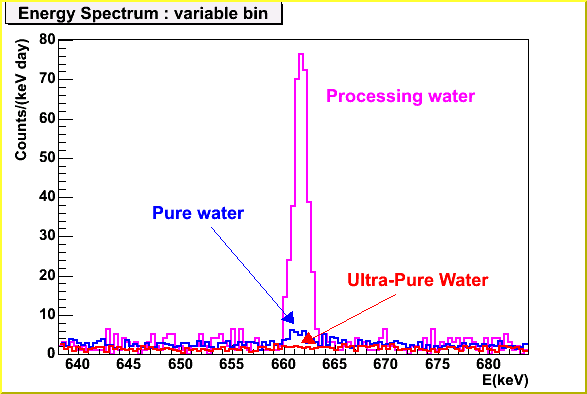 Energy Spectrum : variable bin
Counts/(keV day)
80
70
60
50
40
30
20
10
0
Processing water
Pure water
Ultra-Pure Water
640 645 650 655 660 665 670 675 680
E(keV)